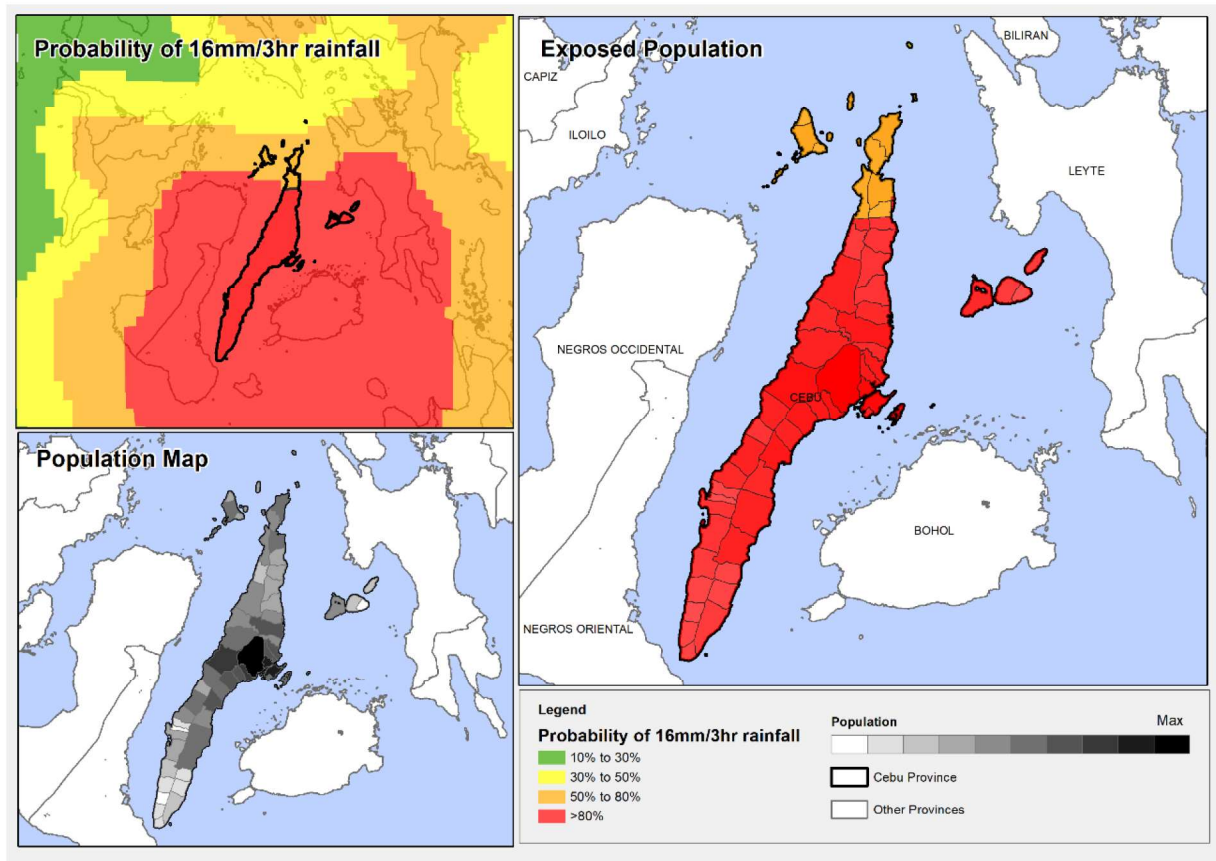 Probability of 16mm/3hr rainfall
Exposed Population
BILIRAN
CAPIZ
ILOILO
LEYTE
NEGROS OCCIDENTAL
CEBU
BOHOL
NEGROS ORIENTAL
Population Map
Legend
Probability of 16mm/3hr rainfall
10% to 30%
30% to 50%
50% to 80%
>80%
Population
Max
Cebu Province
Other Provinces